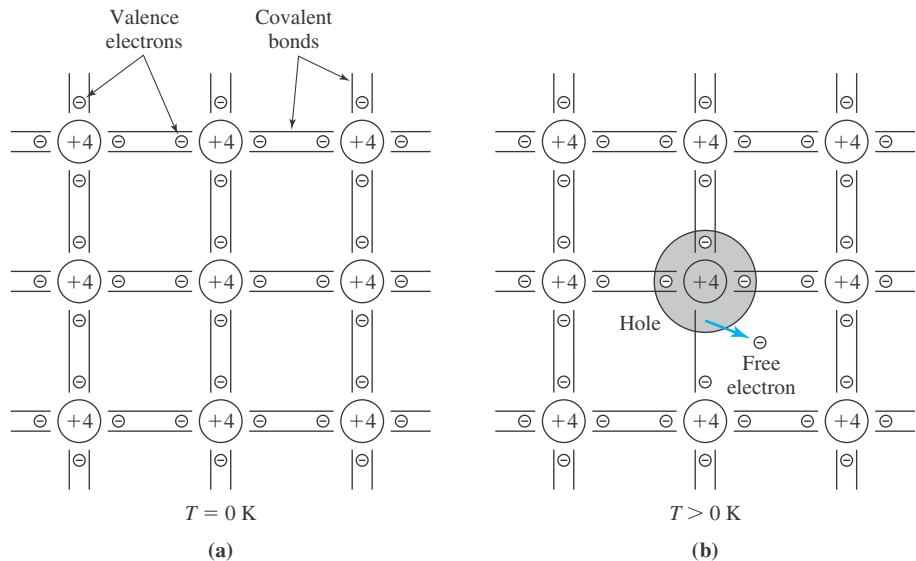 Valence
electrons
Covalent
bonds
+4 +4 +4
+4 +4 +4
+4 +4 +4
T = 0 K
(a)
+4 +4 +4
+4 +4 +4
Hole
Free
electron
+4 +4 +4
T > 0 K
(b)